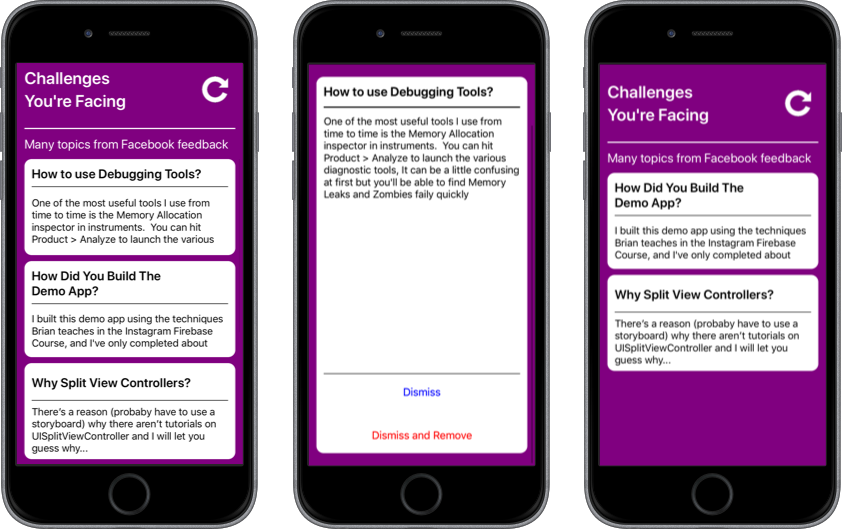 Challenges
You're Facing
Many topics from Facebook feedback
How to use Debugging Tools?
One of the most useful tools I use from
time to time is the Memory Allocation
inspector in instruments.  You can hit
Product > Analyze to launch the various
How Did You Build The
Demo App?
I built this demo app using the techniques
Brian teaches in the Instagram Firebase
Course, and I've only completed about
Why Split View Controllers?
There's a reason (probaby have to use a
storyboard) why there aren't tutorials on
UISplitViewController and I will let you
guess why...
How to use Debugging Tools?
One of the most useful tools I use from
time to time is the Memory Allocation
inspector in instruments.  You can hit
Product > Analyze to launch the various
diagnostic tools, It can be a little confusing
at first but you'll be able to find Memory
Leaks and Zombies faily quickly
Dismiss
Dismiss and Remove
Challenges
You're Facing
Many topics from Facebook feedback
How Did You Build The
Demo App?
I built this demo app using the techniques
Brian teaches in the Instagram Firebase
Course, and I've only completed about
Why Split View Controllers?
There's a reason (probaby have to use a
storyboard) why there aren't tutorials on
UISplitViewController and I will let you
guess why...